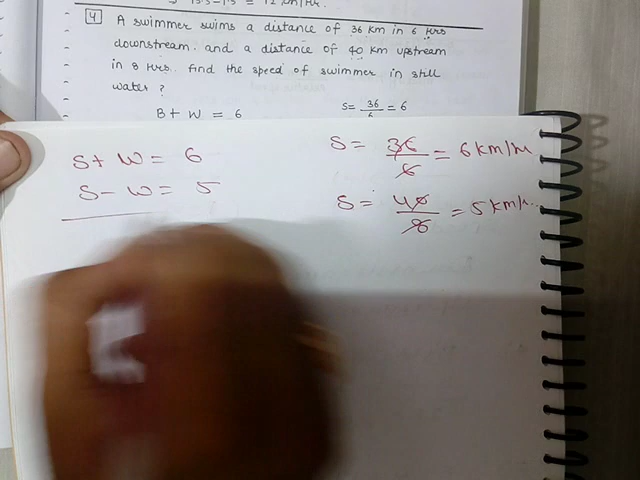 4 A swimmer swims a distance of 36 km in 6 Hrs
downstream. and a distance of 40 km upstream
in 8 Hrs.. find the speed of swimmer in still
water ?
B + W = 6
S = 36/6 = 6
S + W = 6
S - W = 5
S = 36/6 = 6 km/Hr
S = 40/8 = 5 km/